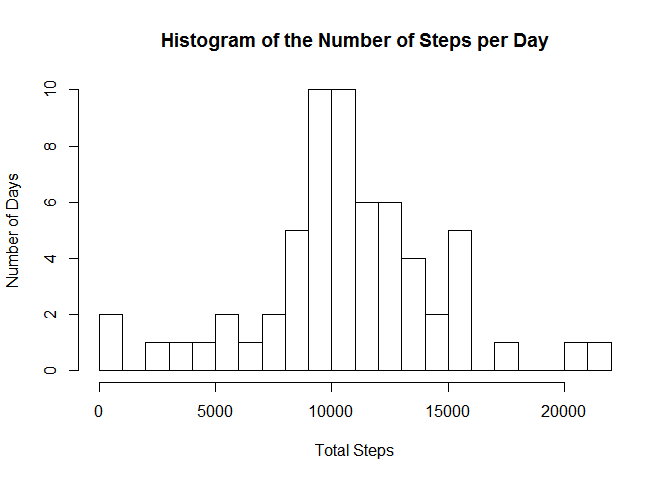 Histogram of the Number of Steps per Day
Number of Days
10
8
6
4
2
0
0 5000 10000 15000 20000
Total Steps